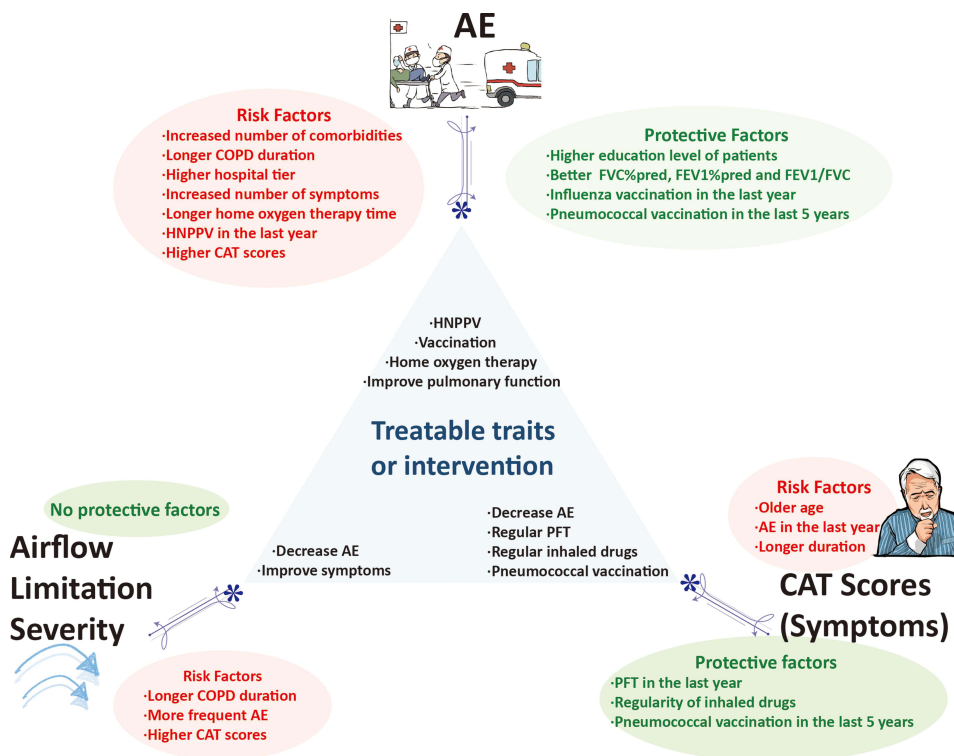 AE
Risk Factors
·Increased number of comorbidities
·Longer COPD duration
·Higher hospital tier
·Increased number of symptoms
·Longer home oxygen therapy time
·HNPPV in the last year
·Higher CAT scores
Protective Factors
·Higher education level of patients
·Better FVC%pred, FEV1%pred and FEV1/FVC
·Influenza vaccination in the last year
·Pneumococcal vaccination in the last 5 years
·HNPPV
·Vaccination
·Home oxygen therapy
·Improve pulmonary function
Treatable traits
or intervention
·Decrease AE
·Improve symptoms
·Decrease AE
·Regular PFT
·Regular inhaled drugs
·Pneumococcal vaccination
No protective factors
Airflow
Limitation
Severity
Risk Factors
·Longer COPD duration
·More frequent AE
·Higher CAT scores
Risk Factors
·Older age
·AE in the last year
·Longer duration
CAT Scores
(Symptoms)
Protective factors
·PFT in the last year
·Regularity of inhaled drugs
·Pneumococcal vaccination in the last 5 years